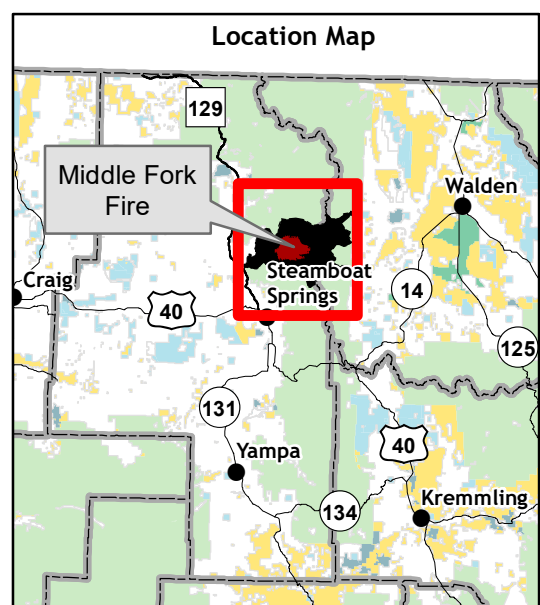 Location Map
129
Middle Fork
Fire
Walden
Steamboat
Springs
Craig
40
14
125
131
40
Yampa
134
Kremmling